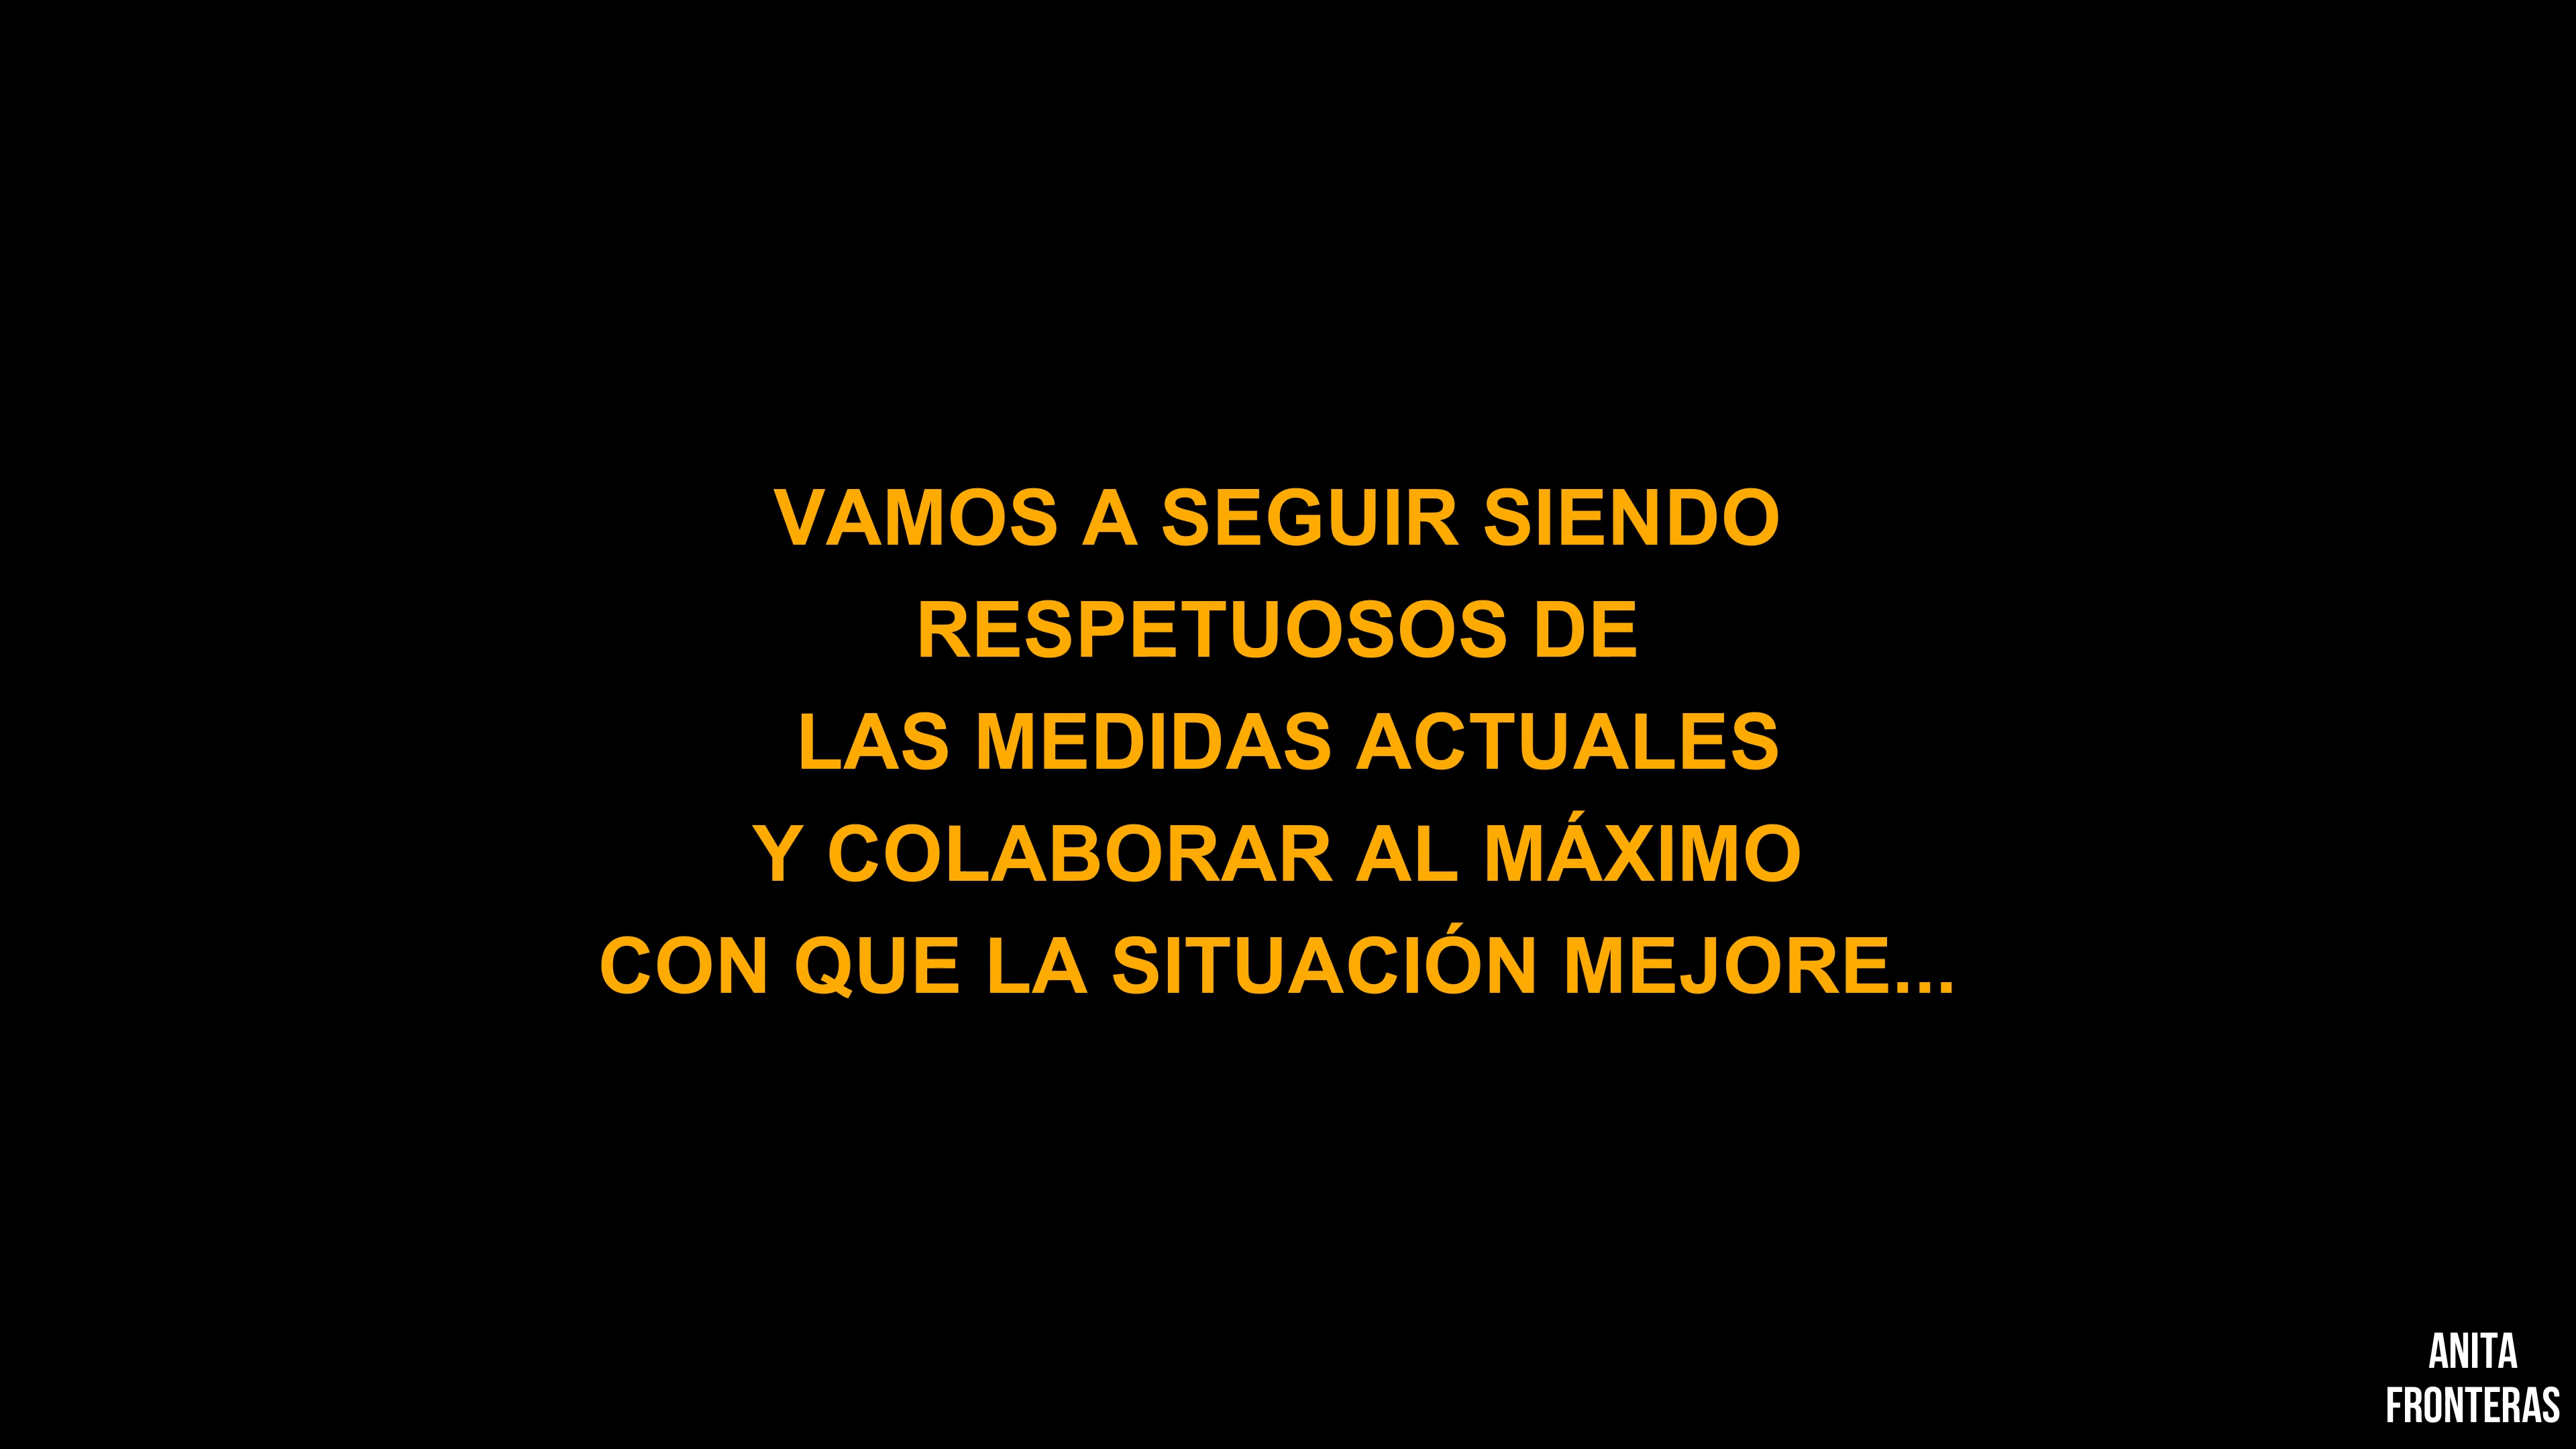 VAMOS A SEGUIR SIENDO
RESPETUOSOS DE
LAS MEDIDAS ACTUALES
Y COLABORAR AL MÁXIMO
CON QUE LA SITUACIÓN MEJORE...
ANITA
FRONTERAS